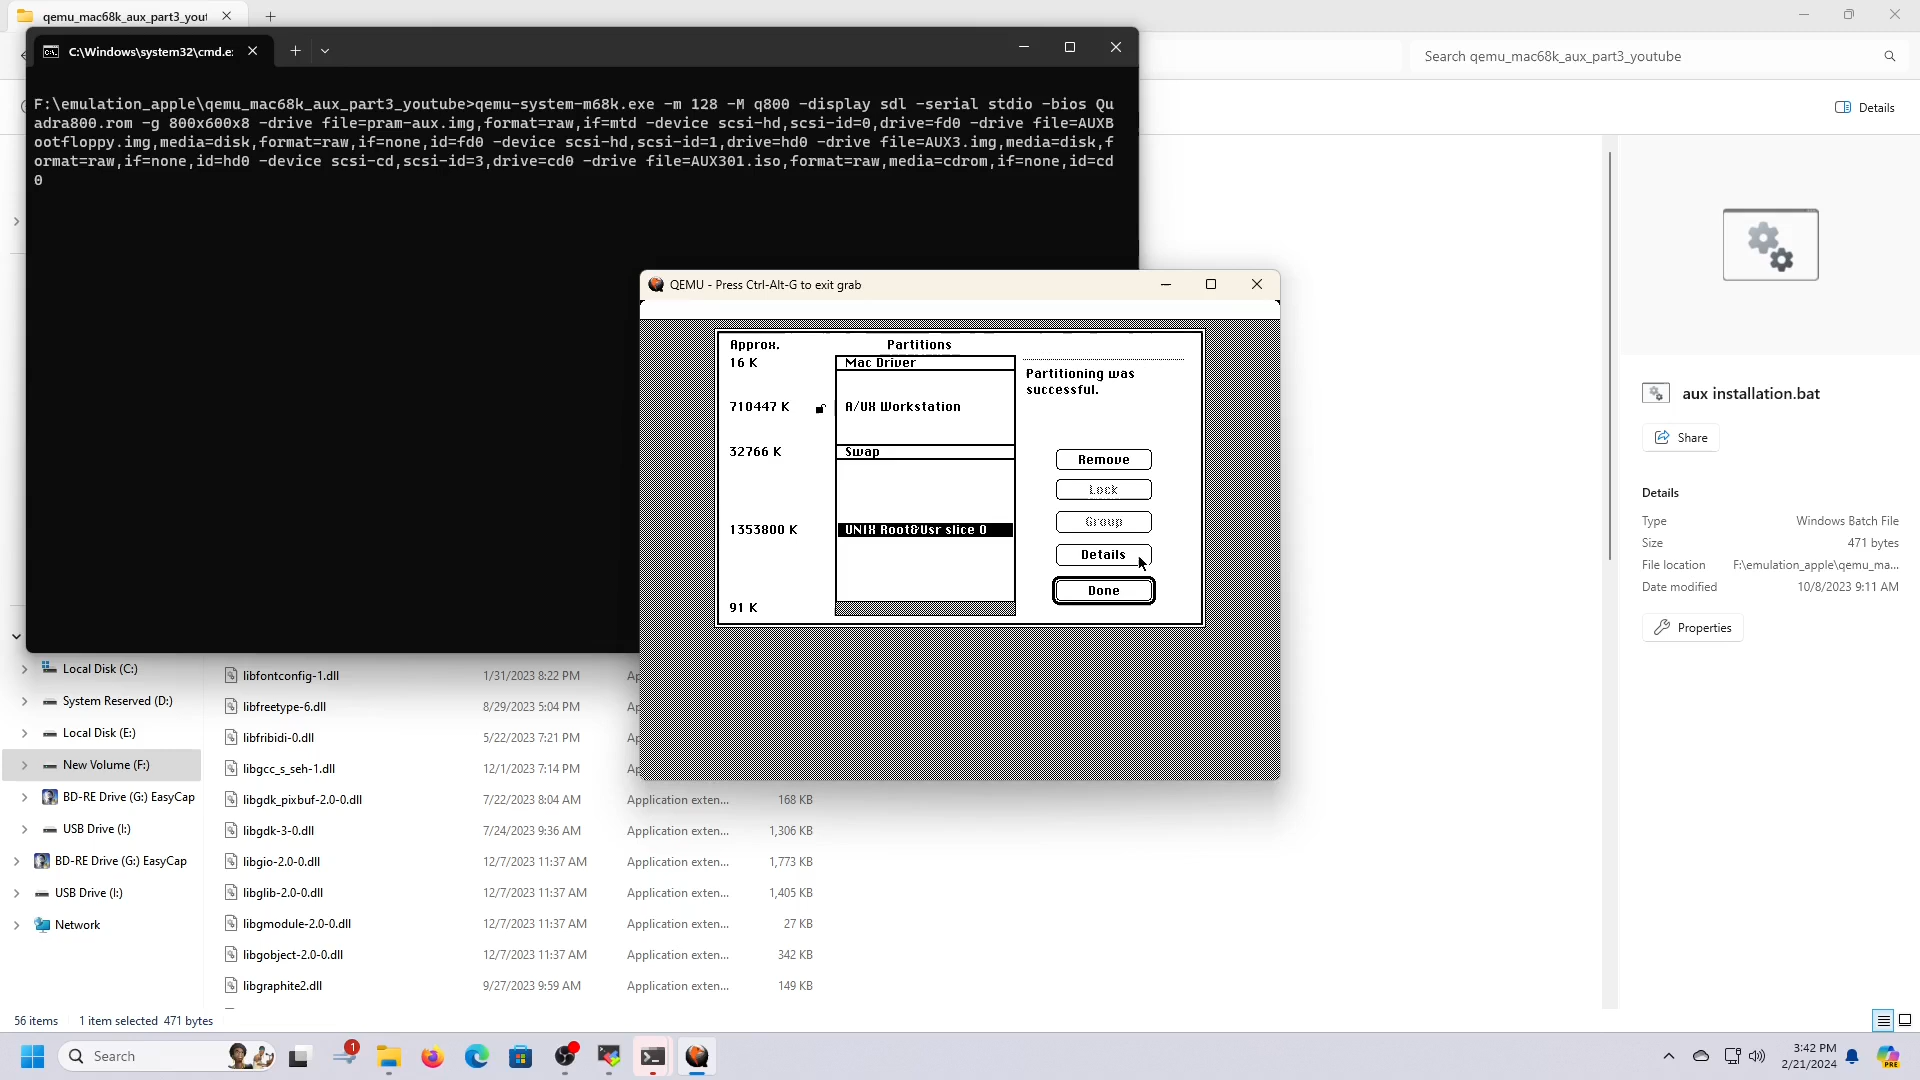 qemu_mac68k_aux_part3_yout
C:\Windows\system32\cmd.e:
Search qemu_mac68k_aux_part3_youtube
Details
F:\emulation_apple\qemu_mac68k_aux_part3_youtube>qemu-system-m68k.exe -m 128 -M q800 -display sdl -serial stdio -bios Qu
adra800.rom -g 800x600x8 -drive file=pram-aux.img,format=raw,if=mtd -device scsi-hd,scsi-id=0,drive=fd0 -drive file=AUXB
ootfloppy.img,media=disk,format=raw,if=none,id=fd0 -device scsi-hd,scsi-id=1,drive=hd0 -drive file=AUX3.img,media=disk,f
ormat=raw,if=none,id=hd0 -device scsi-cd,scsi-id=3,drive=cd0 -drive file=AUX301.iso,format=raw,media=cdrom,if=none,id=cd
0
QEMU - Press Ctrl-Alt-G to exit grab
Approx. Partitions
16 K Mac Driver
Partitioning was
successful.
710447 K A/UX Workstation
32766 K Swap
Remove
Lock
Group
1353800 K UNIX Root&Usr slice 0
Details
Done
91 K
aux installation.bat
Share
Details
Type Windows Batch File
Size 471 bytes
File location F:\emulation_apple\qemu_ma...
Date modified 10/8/2023 9:11 AM
Properties
Local Disk (C:)
System Reserved (D:)
Local Disk (E:)
New Volume (F:)
BD-RE Drive (G:) EasyCap
USB Drive (I:)
BD-RE Drive (G:) EasyCap
USB Drive (I:)
Network
libfontconfig-1.dll 1/31/2023 8:22 PM Ap
libfreetype-6.dll 8/29/2023 5:04 PM Ap
libfribidi-0.dll 5/22/2023 7:21 PM Ap
libgcc_s_seh-1.dll 12/1/2023 7:14 PM Ap
libgdk_pixbuf-2.0-0.dll 7/22/2023 8:04 AM Application exten... 168 KB
libgdk-3-0.dll 7/24/2023 9:36 AM Application exten... 1,306 KB
libgio-2.0-0.dll 12/7/2023 11:37 AM Application exten... 1,773 KB
libglib-2.0-0.dll 12/7/2023 11:37 AM Application exten... 1,405 KB
libgmodule-2.0-0.dll 12/7/2023 11:37 AM Application exten... 27 KB
libgobject-2.0-0.dll 12/7/2023 11:37 AM Application exten... 342 KB
libgraphite2.dll 9/27/2023 9:59 AM Application exten... 149 KB
56 items 1 item selected 471 bytes
Search
1
3:42 PM
2/21/2024
PRE